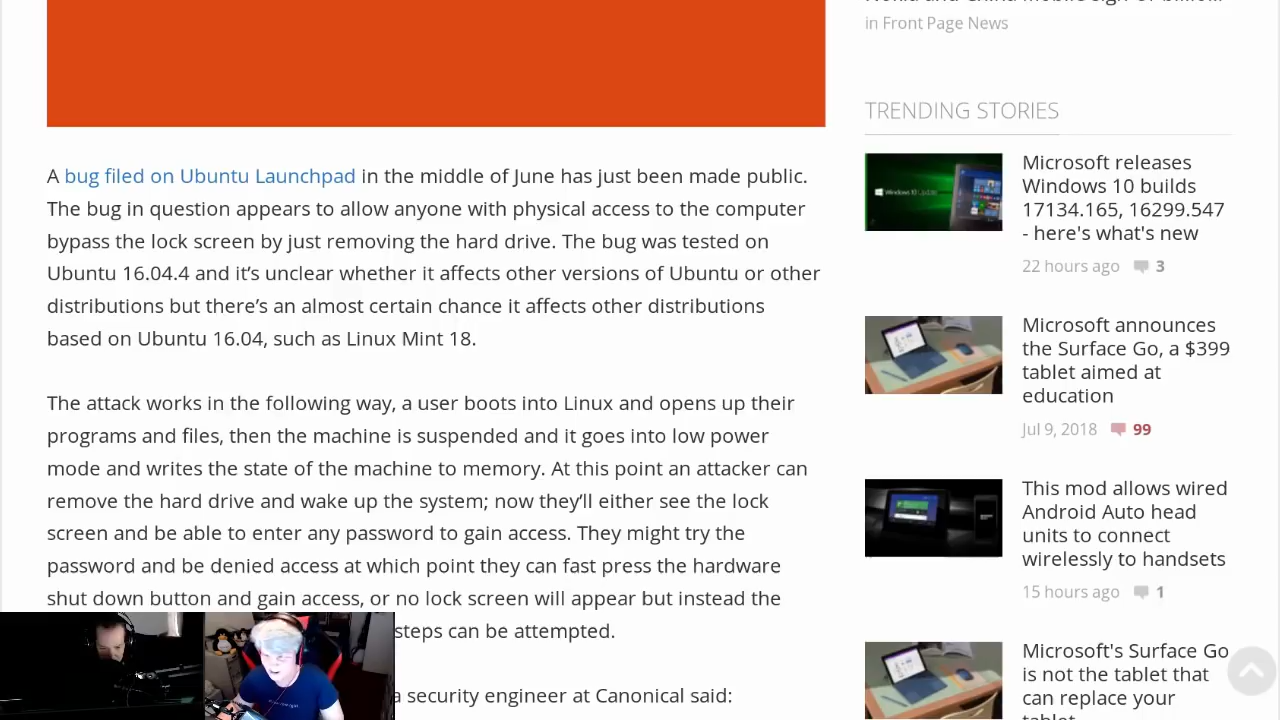 in Front Page News
TRENDING STORIES
A bug filed on Ubuntu Launchpad in the middle of June has just been made public.
The bug in question appears to allow anyone with physical access to the computer
bypass the lock screen by just removing the hard drive. The bug was tested on
Ubuntu 16.04.4 and it’s unclear whether it affects other versions of Ubuntu or other
distributions but there’s an almost certain chance it affects other distributions
based on Ubuntu 16.04, such as Linux Mint 18.
The attack works in the following way, a user boots into Linux and opens up their
programs and files, then the machine is suspended and it goes into low power
mode and writes the state of the machine to memory. At this point an attacker can
remove the hard drive and wake up the system; now they’ll either see the lock
screen and be able to enter any password to gain access. They might try the
password and be denied access at which point they can fast press the hardware
shut down button and gain access, or no lock screen will appear but instead the
steps can be attempted.
a security engineer at Canonical said:
Microsoft releases
Windows 10 builds
17134.165, 16299.547
- here's what's new
22 hours ago 3
Microsoft announces
the Surface Go, a $399
tablet aimed at
education
Jul 9, 2018 99
This mod allows wired
Android Auto head
units to connect
wirelessly to handsets
15 hours ago 1
Microsoft's Surface Go
is not the tablet that
can replace your